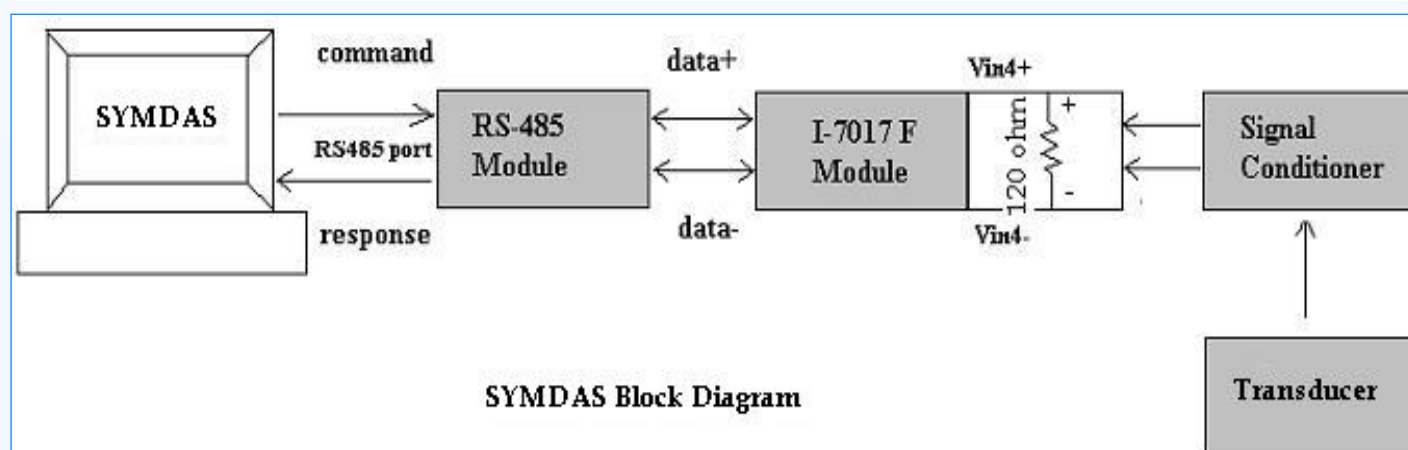 command
SYMDAS
RS485 port
response
RS-485
Module
data+
data-
I-7017 F
Module
Vin4+
120 ohm
+
-
Vin4-
Signal
Conditioner
Transducer
SYMDAS Block Diagram